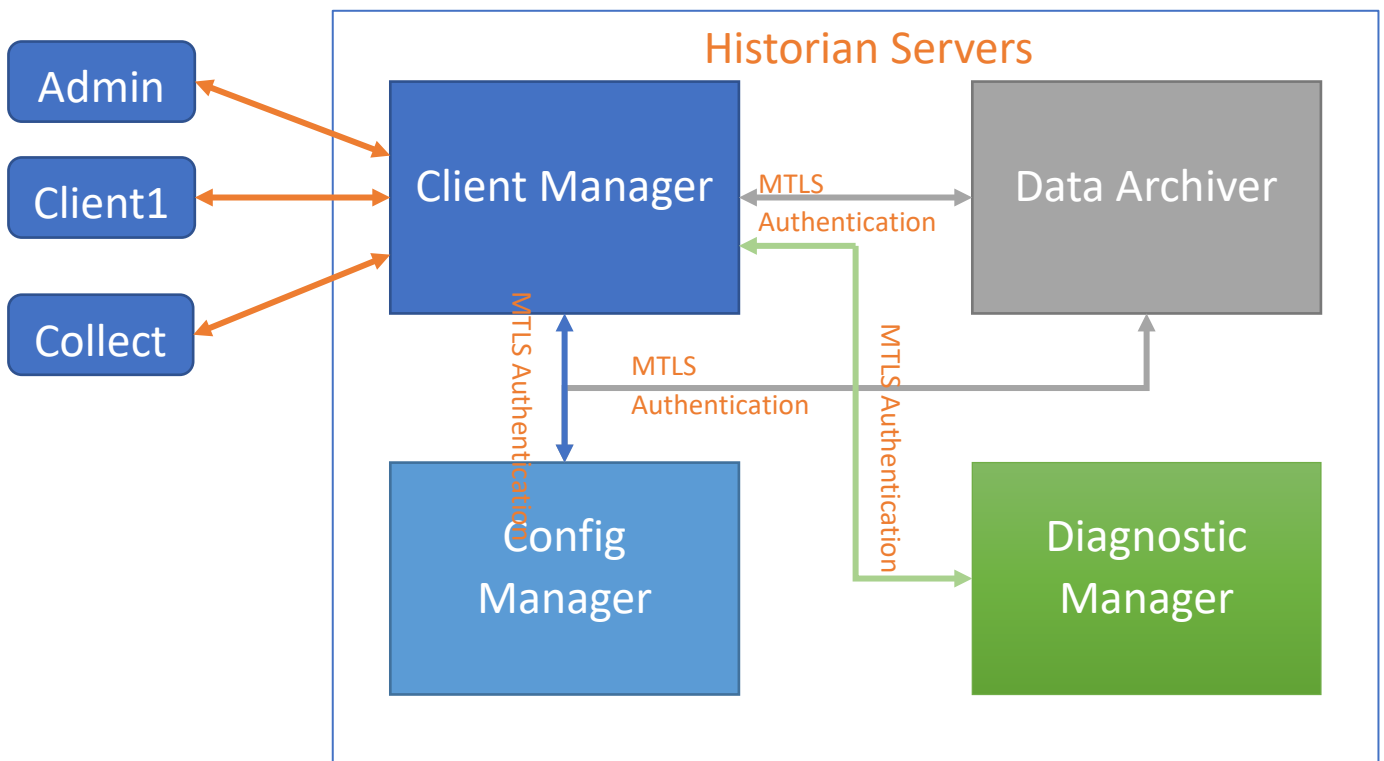 Historian Servers
Admin
Client1
Collect
Client Manager
MTLS
Authentication
Data Archiver
MTLS Authentication
MTLS
Authentication
MTLS Authentication
Config
Manager
Diagnostic
Manager